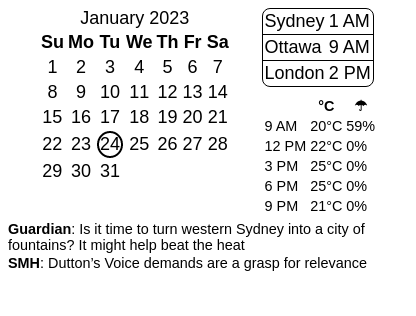 January 2023
Su Mo Tu We Th Fr Sa
1 2 3 4 5 6 7
8 9 10 11 12 13 14
15 16 17 18 19 20 21
22 23 24 25 26 27 28
29 30 31
Sydney 1 AM
Ottawa 9 AM
London 2 PM
°C ☂
9 AM 20°C 59%
12 PM 22°C 0%
3 PM 25°C 0%
6 PM 25°C 0%
9 PM 21°C 0%
Guardian: Is it time to turn western Sydney into a city of
fountains? It might help beat the heat
SMH: Dutton’s Voice demands are a grasp for relevance